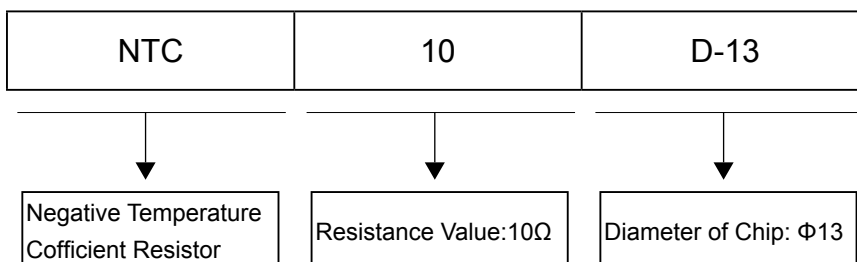 NTC
10
D-13
Negative Temperature
Cofficient Resistor
Resistance Value:10Ω
Diameter of Chip: Φ13